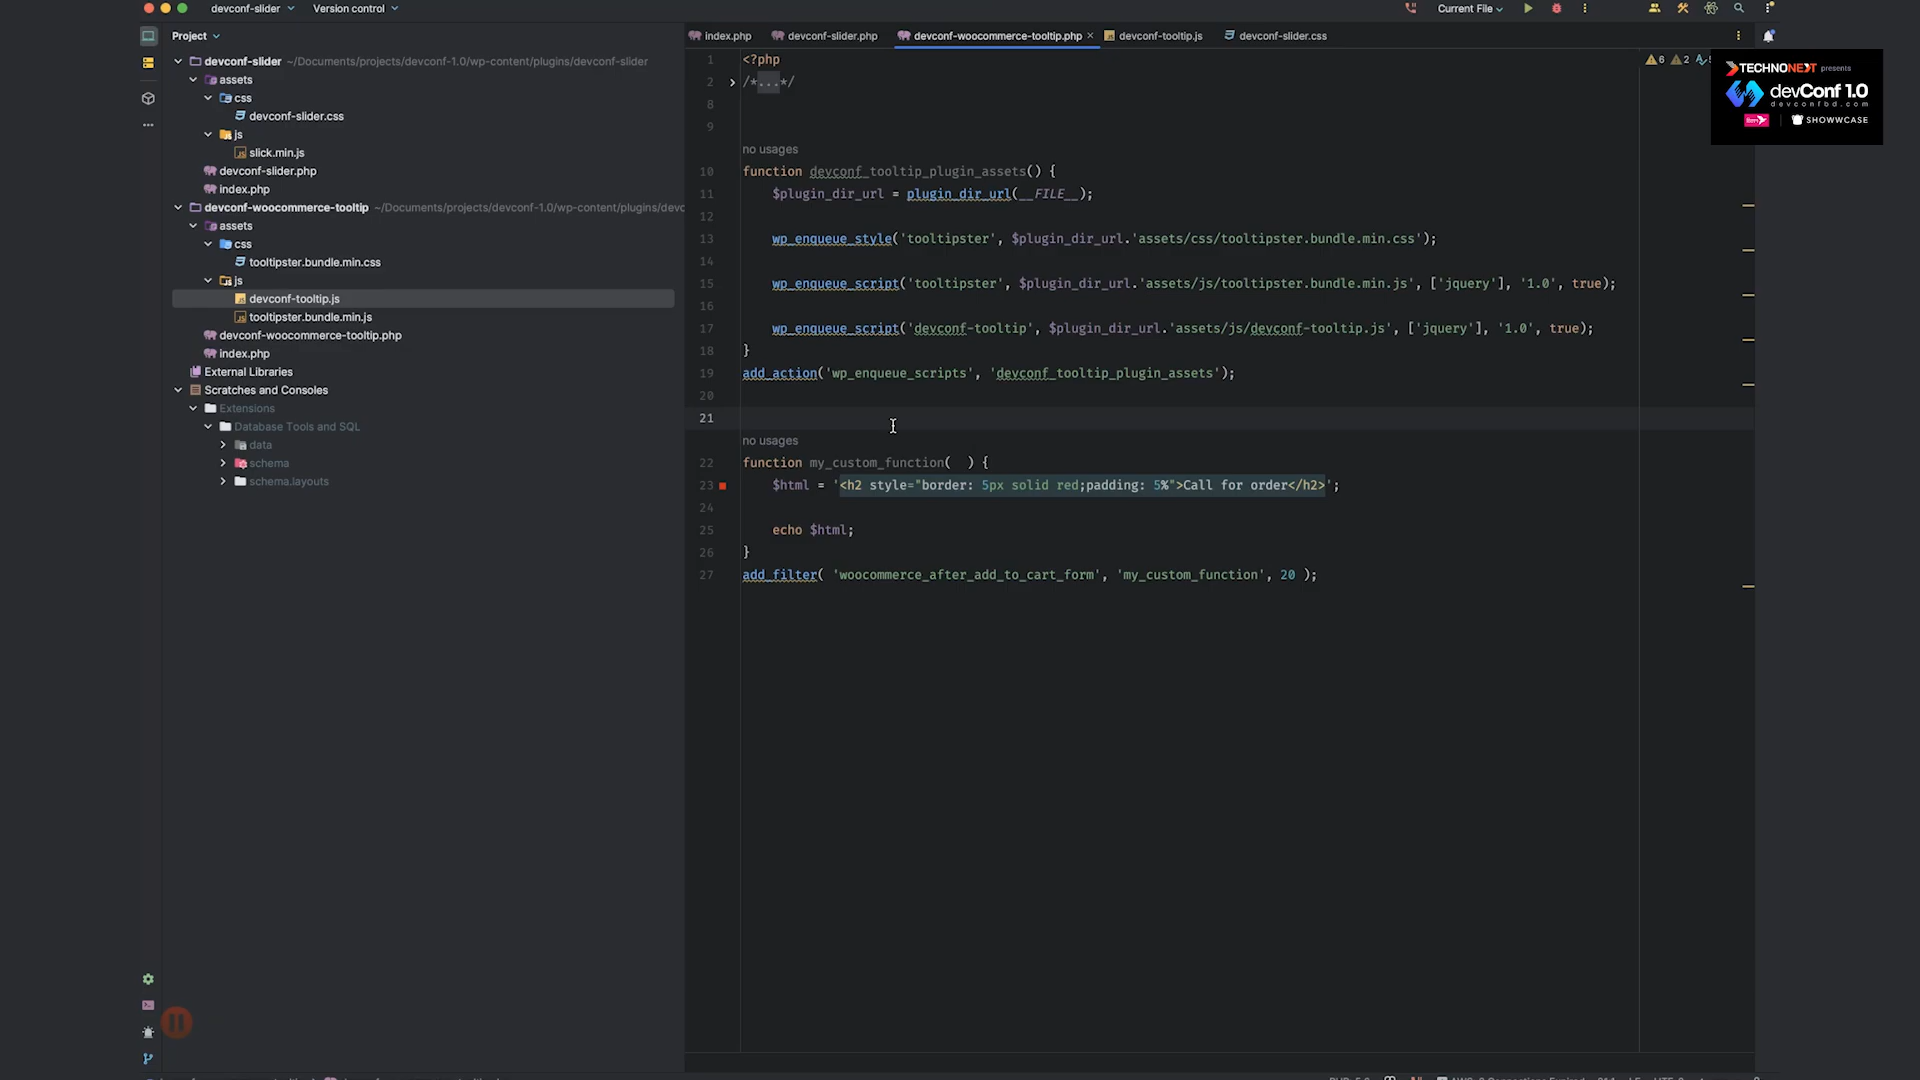 devconf-slider
Version control
Current File
Project
index.php
devconf-slider.php
devconf-woocommerce-tooltip.php
devconf-tooltip.js
devconf-slider.css
devconf-slider ~/Documents/projects/devconf-1.0/wp-content/plugins/devconf-slider
assets
css
devconf-slider.css
js
slick.min.js
devconf-slider.php
index.php
devconf-woocommerce-tooltip ~/Documents/projects/devconf-1.0/wp-content/plugins/devc
assets
css
tooltipster.bundle.min.css
js
devconf-tooltip.js
tooltipster.bundle.min.js
devconf-woocommerce-tooltip.php
index.php
External Libraries
Scratches and Consoles
Extensions
Database Tools and SQL
data
schema
schema.layouts
1 <?php
2 /*...*/
8
9
no usages
10 function devconf_tooltip_plugin_assets() {
11 $plugin_dir_url = plugin_dir_url(__FILE__);
12
13 wp_enqueue_style('tooltipster', $plugin_dir_url.'assets/css/tooltipster.bundle.min.css');
14
15 wp_enqueue_script('tooltipster', $plugin_dir_url.'assets/js/tooltipster.bundle.min.js', ['jquery'], '1.0', true);
16
17 wp_enqueue_script('devconf-tooltip', $plugin_dir_url.'assets/js/devconf-tooltip.js', ['jquery'], '1.0', true);
18 }
19 add_action('wp_enqueue_scripts', 'devconf_tooltip_plugin_assets');
20
21
no usages
22 function my_custom_function( ) {
23 $html = '<h2 style="border: 5px solid red;padding: 5%">Call for order</h2>';
24
25 echo $html;
26 }
27 add_filter( 'woocommerce_after_add_to_cart_form', 'my_custom_function', 20 );
6 2
TECHNONEXT presents
devConf 1.0
devconfbd.com
SHOWWCASE